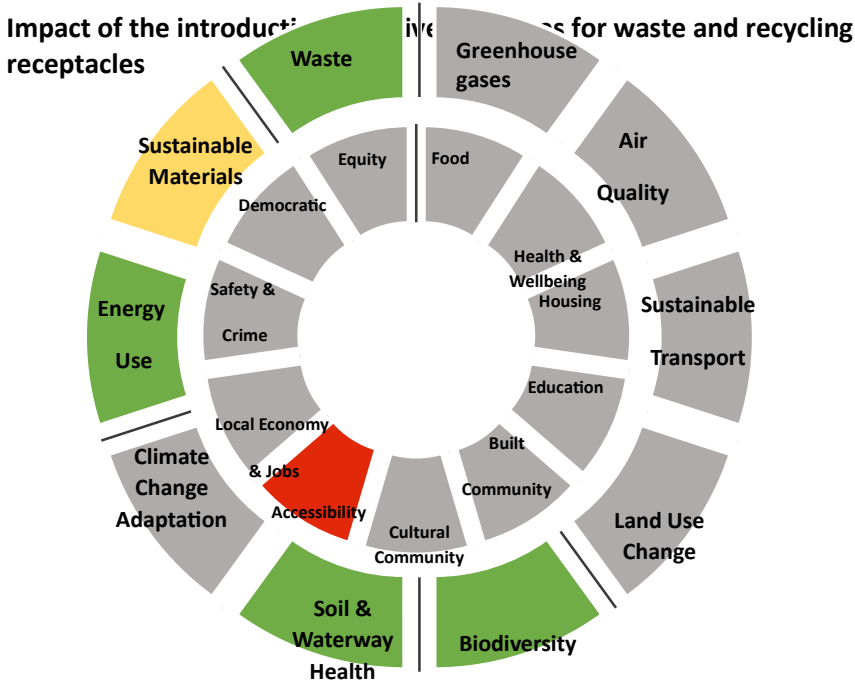 Impact of the introducti
for waste and recycling
receptacles
Waste
Greenhouse
gases
Sustainable
Materials
Air
Quality
Equity
Food
Democratic
Health &
Wellbeing
Housing
Safety &
Crime
Energy
Use
Sustainable
Transport
Education
Local Economy
& Jobs
Built
Community
Accessibility
Cultural
Community
Climate
Change
Adaptation
Land Use
Change
Soil &
Waterway
Health
Biodiversity